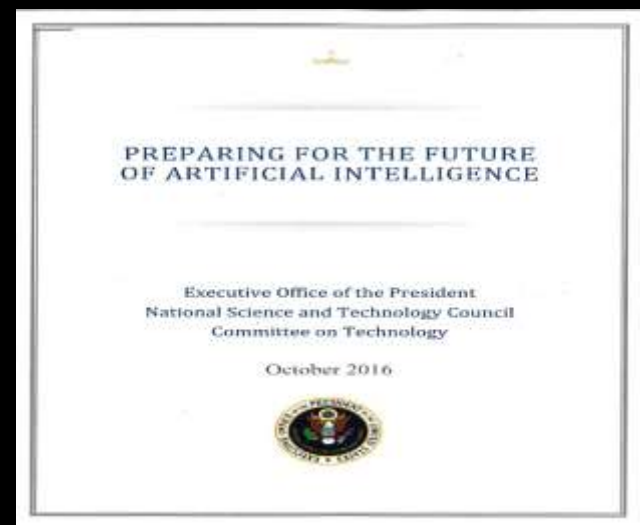 PREPARING FOR THE FUTURE
OF ARTIFICIAL INTELLIGENCE
Executive Office of the President
National Science and Technology Council
Committee on Technology
October 2016